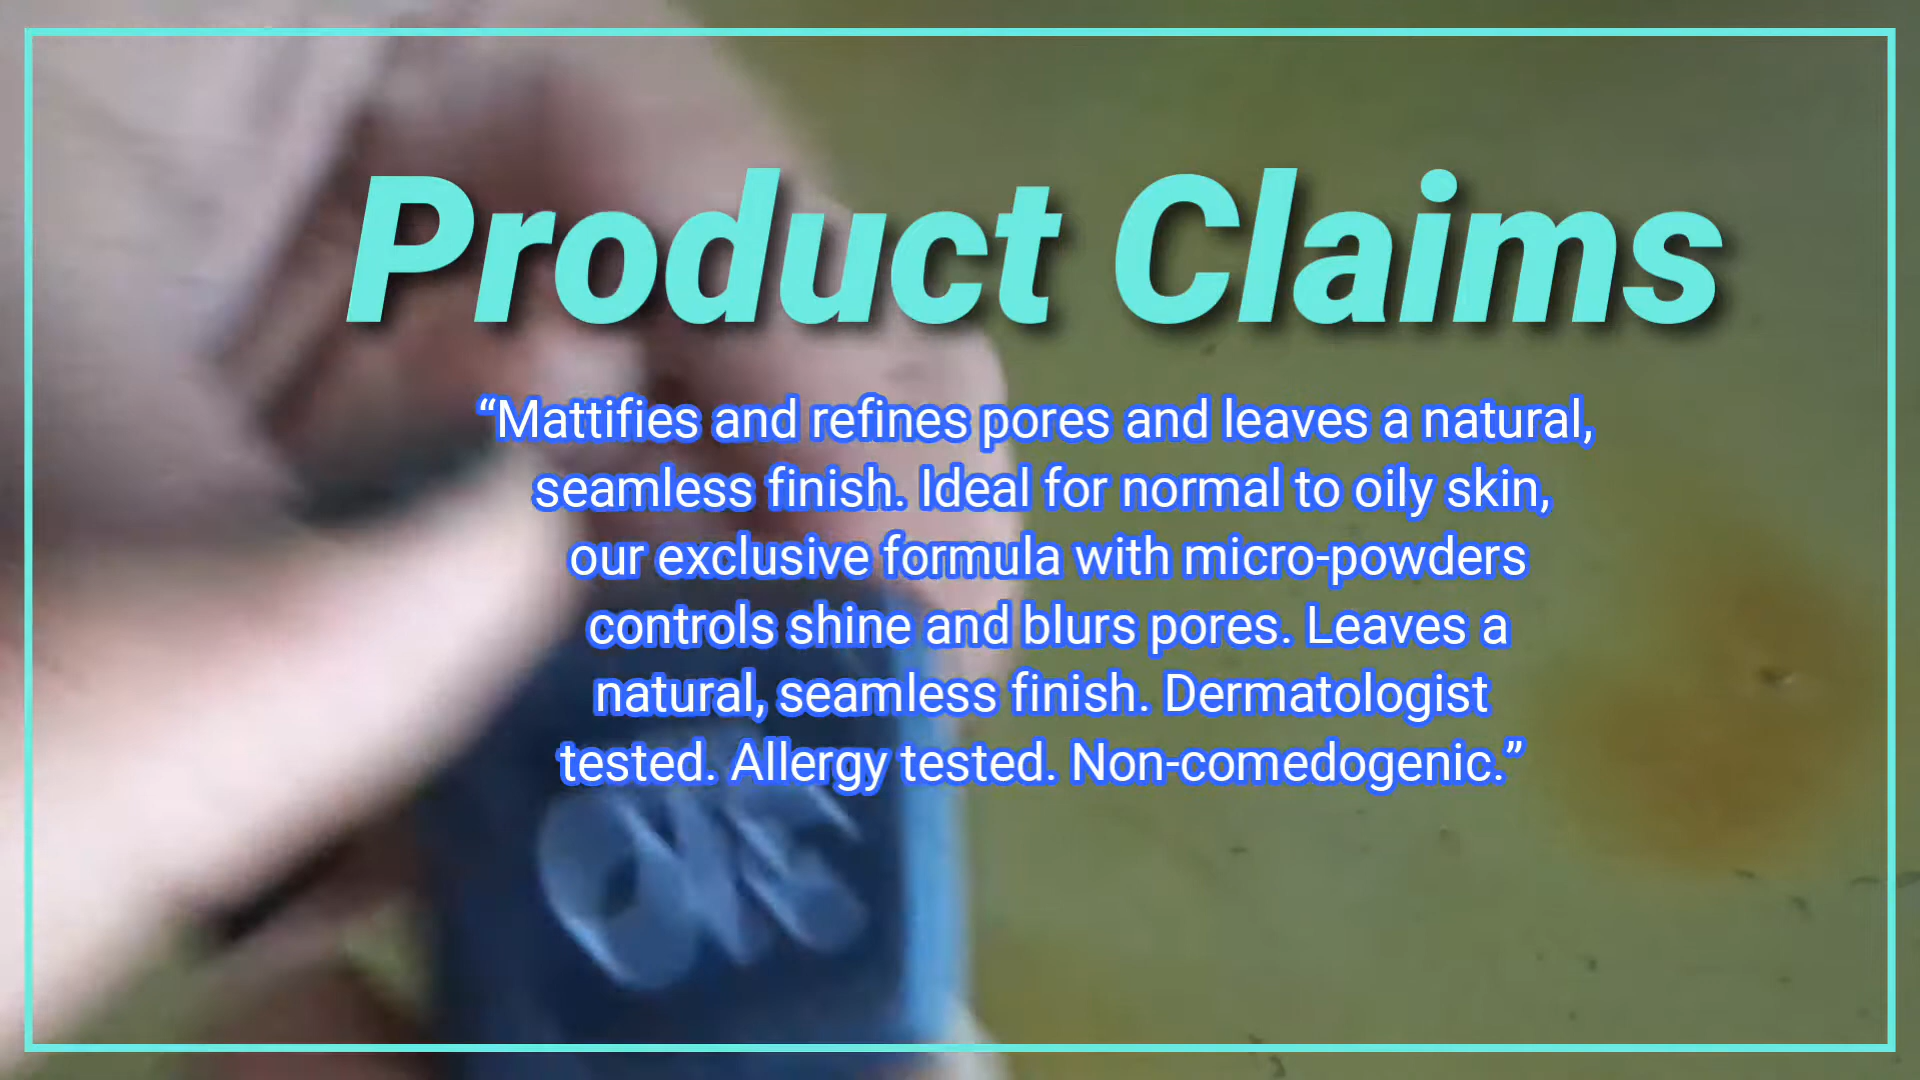 Product Claims
“Mattifies and refines pores and leaves a natural,
seamless finish. Ideal for normal to oily skin,
our exclusive formula with micro-powders
controls shine and blurs pores. Leaves a
natural, seamless finish. Dermatologist
tested. Allergy tested. Non-comedogenic.”